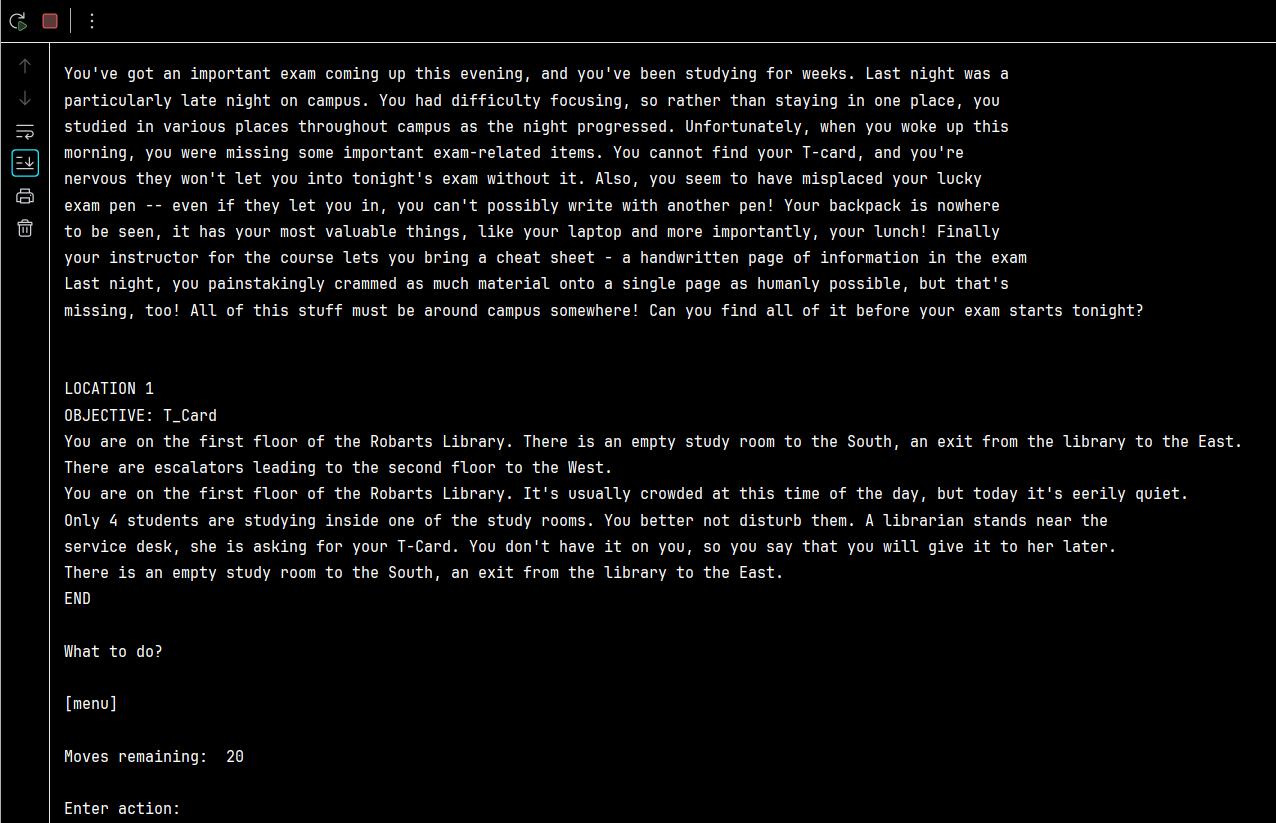 You've got an important exam coming up this evening, and you've been studying for weeks. Last night was a
particularly late night on campus. You had difficulty focusing, so rather than staying in one place, you
studied in various places throughout campus as the night progressed. Unfortunately, when you woke up this
morning, you were missing some important exam-related items. You cannot find your T-card, and you're
nervous they won't let you into tonight's exam without it. Also, you seem to have misplaced your lucky
exam pen -- even if they let you in, you can't possibly write with another pen! Your backpack is nowhere
to be seen, it has your most valuable things, like your laptop and more importantly, your lunch! Finally
your instructor for the course lets you bring a cheat sheet - a handwritten page of information in the exam
Last night, you painstakingly crammed as much material onto a single page as humanly possible, but that's
missing, too! All of this stuff must be around campus somewhere! Can you find all of it before your exam starts tonight?
LOCATION 1
OBJECTIVE: T_Card
You are on the first floor of the Robarts Library. There is an empty study room to the South, an exit from the library to the East.
There are escalators leading to the second floor to the West.
You are on the first floor of the Robarts Library. It's usually crowded at this time of the day, but today it's eerily quiet.
Only 4 students are studying inside one of the study rooms. You better not disturb them. A librarian stands near the
service desk, she is asking for your T-Card. You don't have it on you, so you say that you will give it to her later.
There is an empty study room to the South, an exit from the library to the East.
END
What to do?
[menu]
Moves remaining:  20
Enter action: